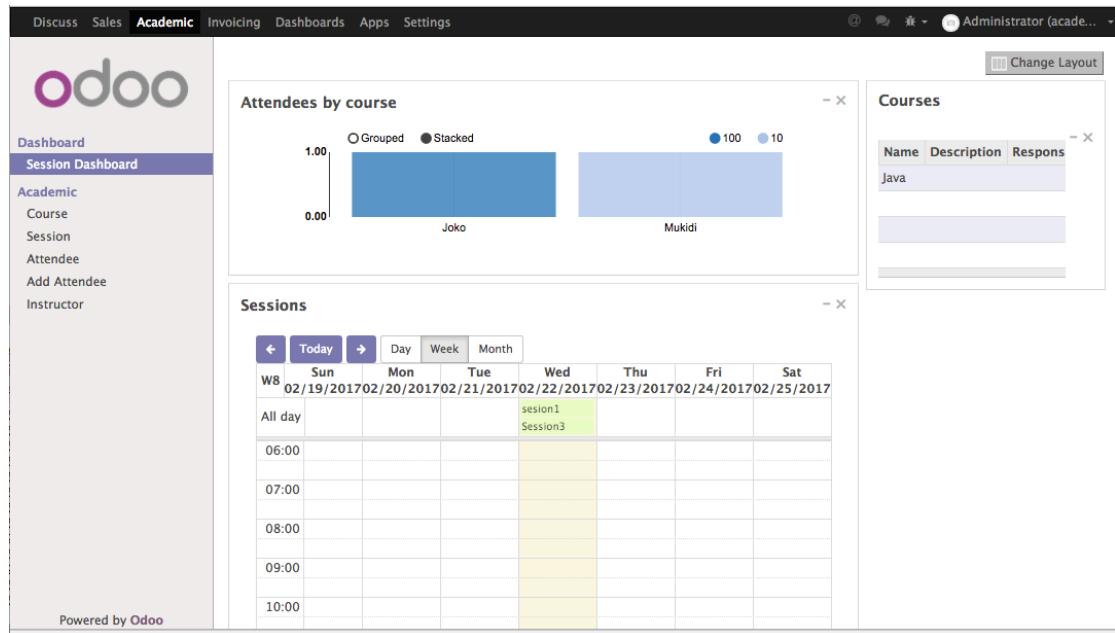 Discuss Sales Academic Invoicing Dashboards Apps Settings @ Administrator (acade...
odoo
Dashboard
Session Dashboard
Academic
Course
Session
Attendee
Add Attendee
Instructor
Powered by Odoo
Change Layout
Attendees by course
Grouped Stacked 100 10
1.00
0.00
Joko Mukidi
Courses
Name Description Respons
Java
Sessions
Today Day Week Month
W8 Sun Mon Tue Wed Thu Fri Sat
02/19/2017 02/20/2017 02/21/2017 02/22/2017 02/23/2017 02/24/2017 02/25/2017
All day
sesion1
Session3
06:00
07:00
08:00
09:00
10:00